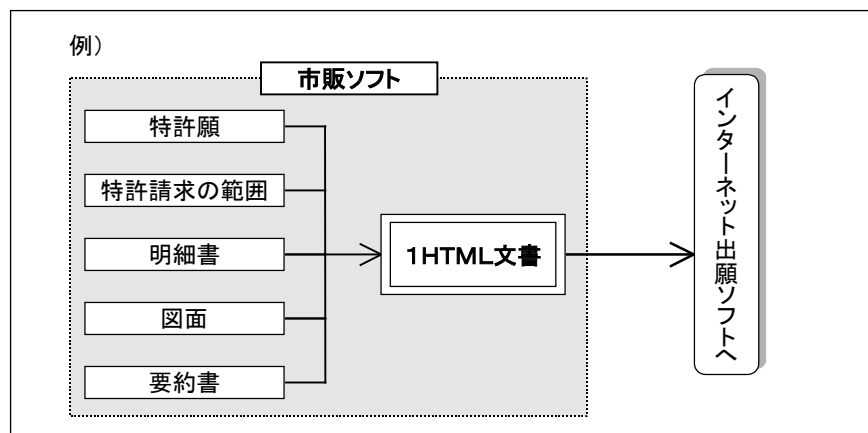 例）
市販ソフト
特許願
特許請求の範囲
明細書
図面
要約書
１HTML文書
インターネット出願ソフトへ